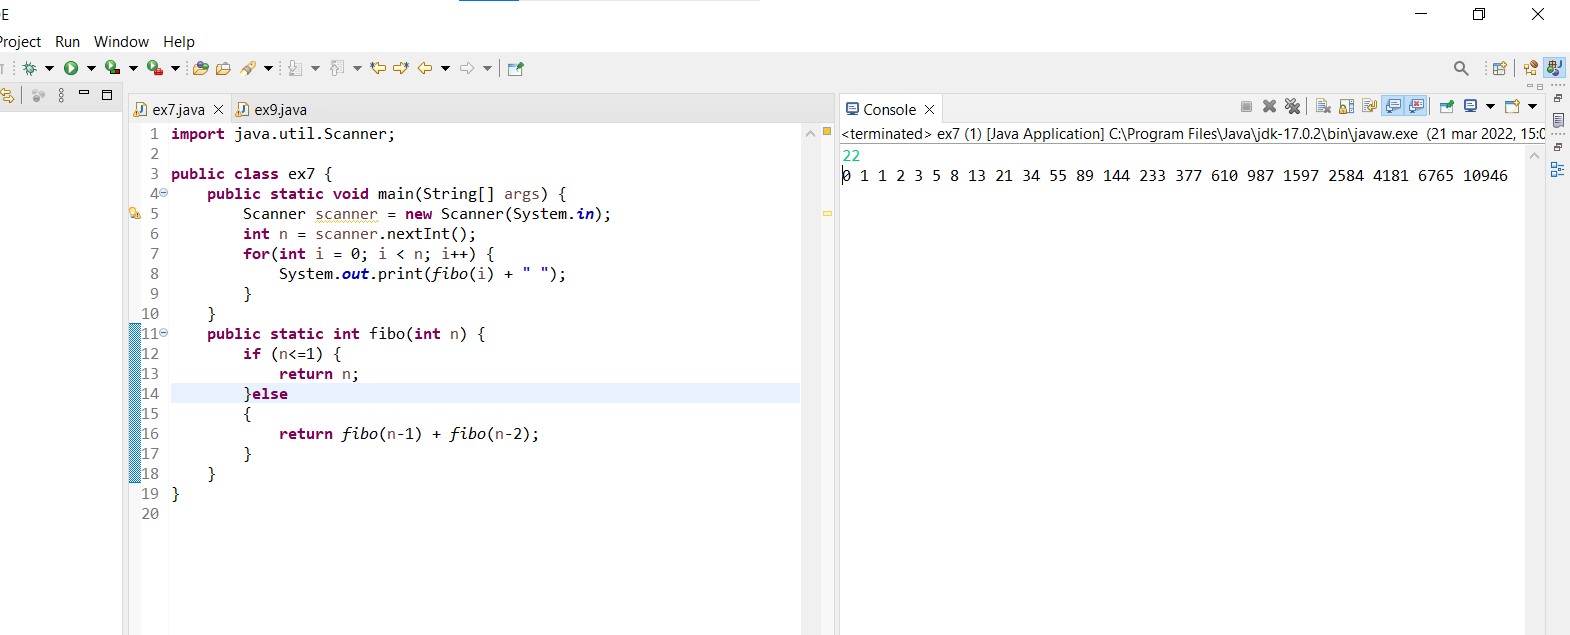 E
Project Run Window Help
ex7.java ex9.java
1 import java.util.Scanner;
2
3 public class ex7 {
4 public static void main(String[] args) {
5 Scanner scanner = new Scanner(System.in);
6 int n = scanner.nextInt();
7 for(int i = 0; i < n; i++) {
8 System.out.print(fibo(i) + " ");
9 }
10 }
11 public static int fibo(int n) {
12 if (n<=1) {
13 return n;
14 }else
15 {
16 return fibo(n-1) + fibo(n-2);
17 }
18 }
19 }
20
Console
<terminated> ex7 (1) [Java Application] C:\Program Files\Java\jdk-17.0.2\bin\javaw.exe (21 mar 2022, 15:0
22
0 1 1 2 3 5 8 13 21 34 55 89 144 233 377 610 987 1597 2584 4181 6765 10946